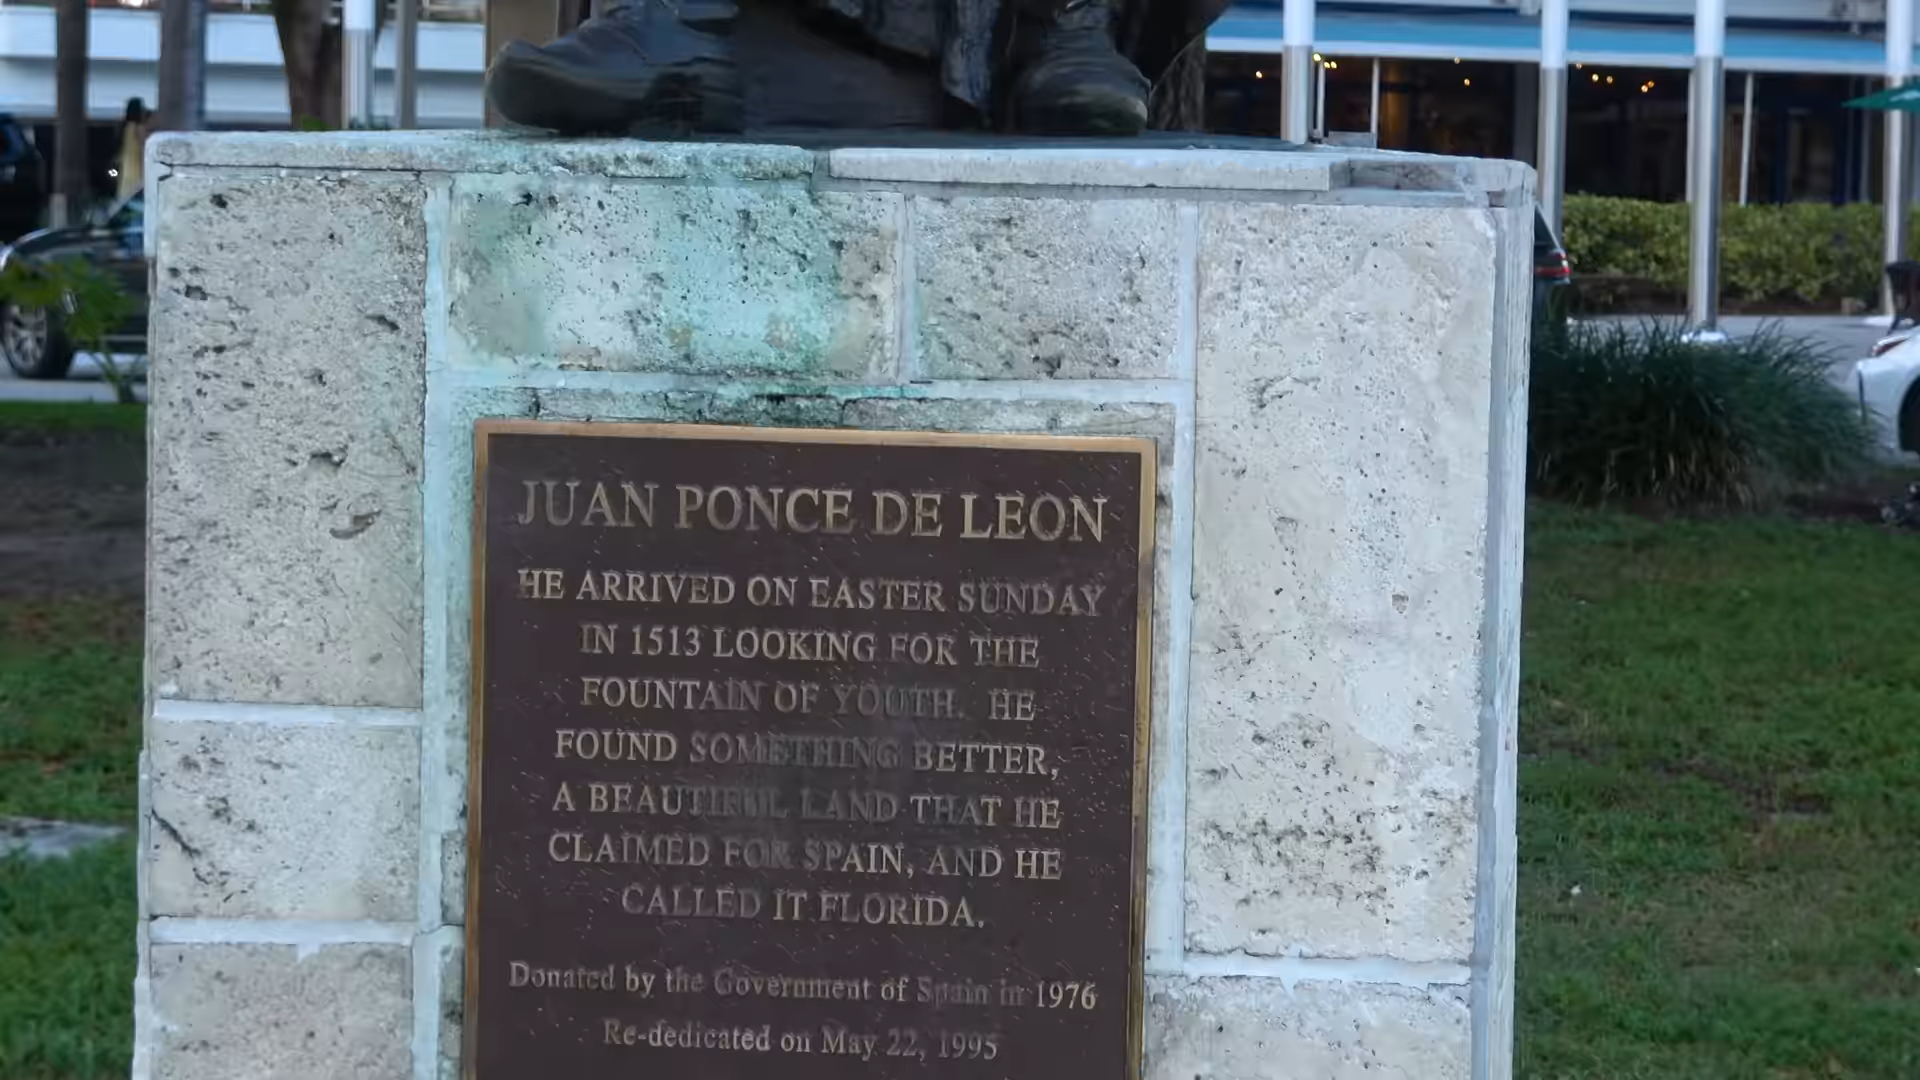 JUAN PONCE DE LEON
HE ARRIVED ON EASTER SUNDAY
IN 1513 LOOKING FOR THE
FOUNTAIN OF YOUTH. HE
FOUND SOMETHING BETTER,
A BEAUTIFUL LAND THAT HE
CLAIMED FOR SPAIN, AND HE
CALLED IT FLORIDA.
Donated by the Government of Spain in 1976
Re-dedicated on May 22, 1995